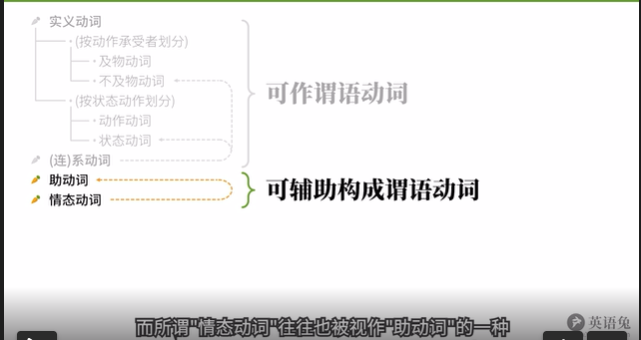 实义动词
(按动作承受者划分)
及物动词
不及物动词
(按状态动作划分)
动作动词
状态动词
(连)系动词
可作谓语动词
助动词
情态动词
可辅助构成谓语动词
而所谓"情态动词"往往也被视作"助动词"的一种
英语兔